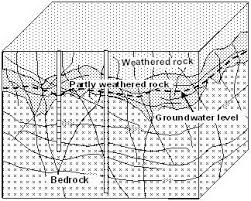 Weathered rock
Partly weathered rock
Groundwater level
Bedrock